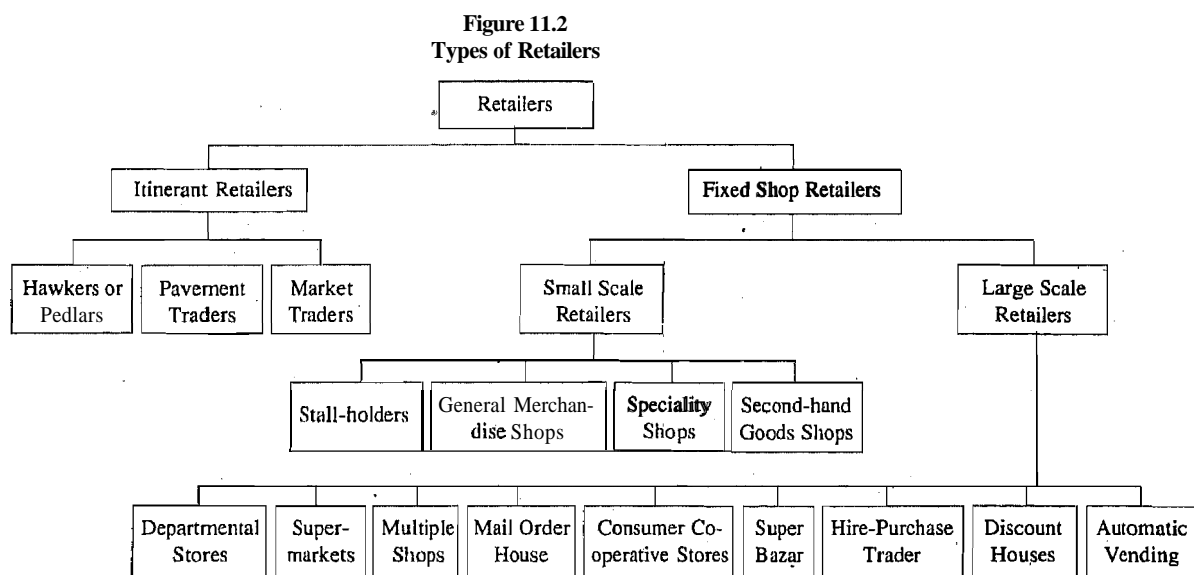 Figure 11.2
Types of Retailers
Retailers
Itinerant Retailers
Fixed Shop Retailers
Hawkers or
Pedlars
Pavement
Traders
Market
Traders
Small Scale
Retailers
Large Scale
Retailers
Stall-holders
General Merchan-
dise Shops
Speciality
Shops
Second-hand
Goods Shops
Departmental
Stores
Super-
markets
Multiple
Shops
Mail Order
House
Consumer Co-
operative Stores
Super
Bazar
Hire-Purchase
Trader
Discount
Houses
Automatic
Vending